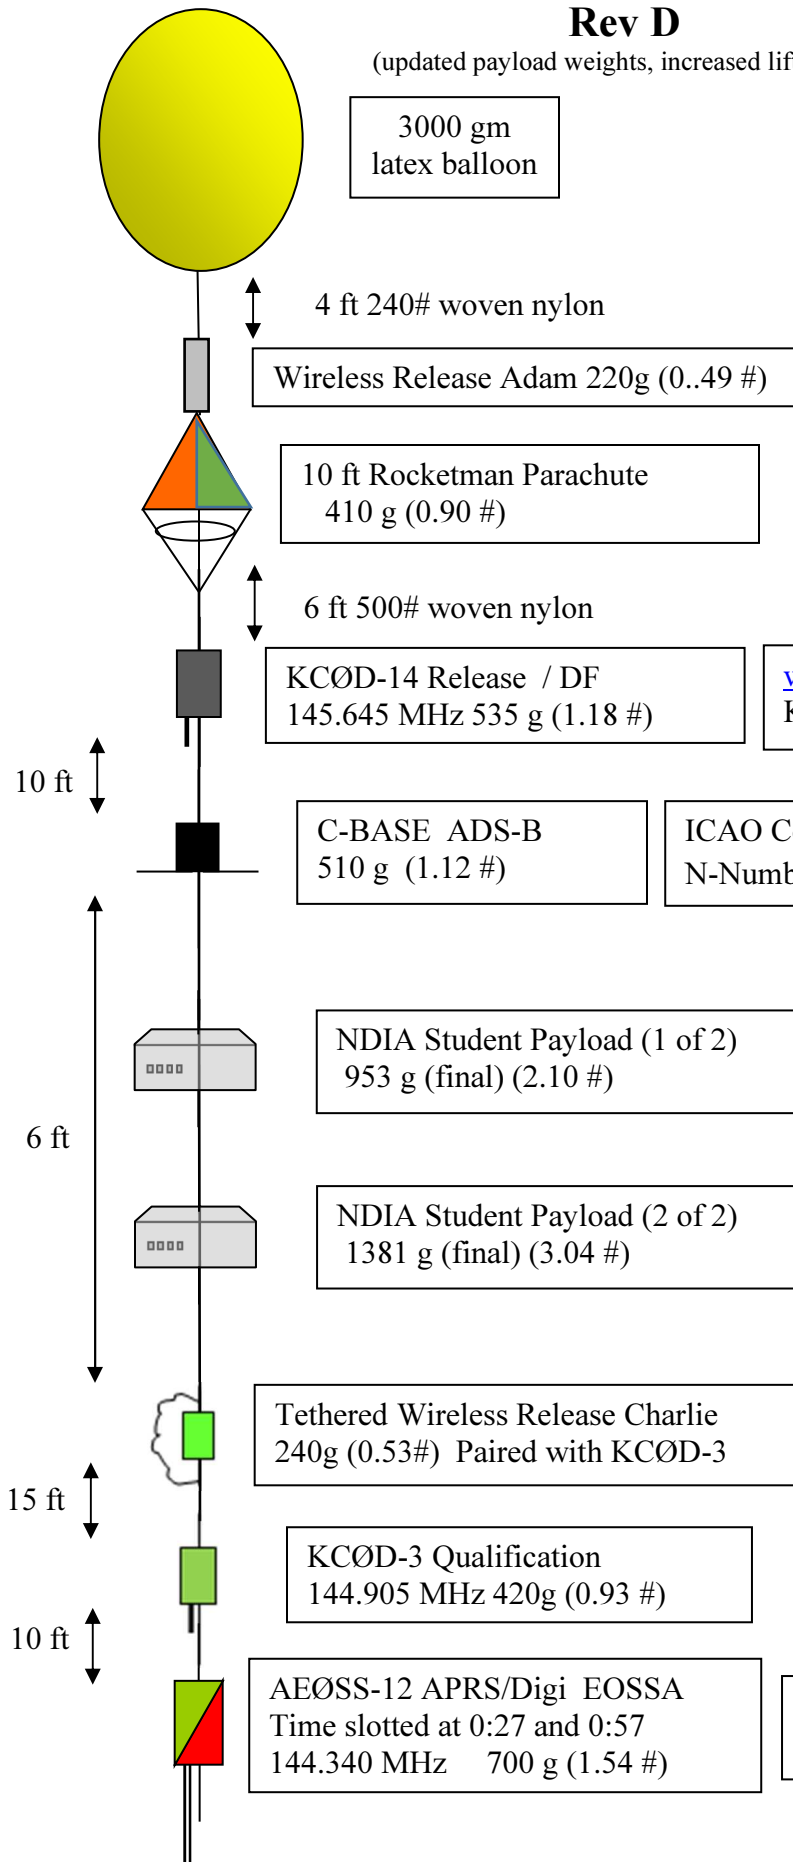 Rev D
(updated payload weights, increased lif
3000 gm
latex balloon
4 ft 240# woven nylon
Wireless Release Adam 220g (0..49 #)
10 ft Rocketman Parachute
410 g (0.90 #)
6 ft 500# woven nylon
KCØD-14 Release / DF
145.645 MHz 535 g (1.18 #)
10 ft
C-BASE ADS-B
510 g (1.12 #)
ICAO C
N-Numb
NDIA Student Payload (1 of 2)
953 g (final) (2.10 #)
6 ft
NDIA Student Payload (2 of 2)
1381 g (final) (3.04 #)
Tethered Wireless Release Charlie
240g (0.53#) Paired with KCØD-3
15 ft
KCØD-3 Qualification
144.905 MHz 420g (0.93 #)
10 ft
AEØSS-12 APRS/Digi EOSSA
Time slotted at 0:27 and 0:57
144.340 MHz 700 g (1.54 #)